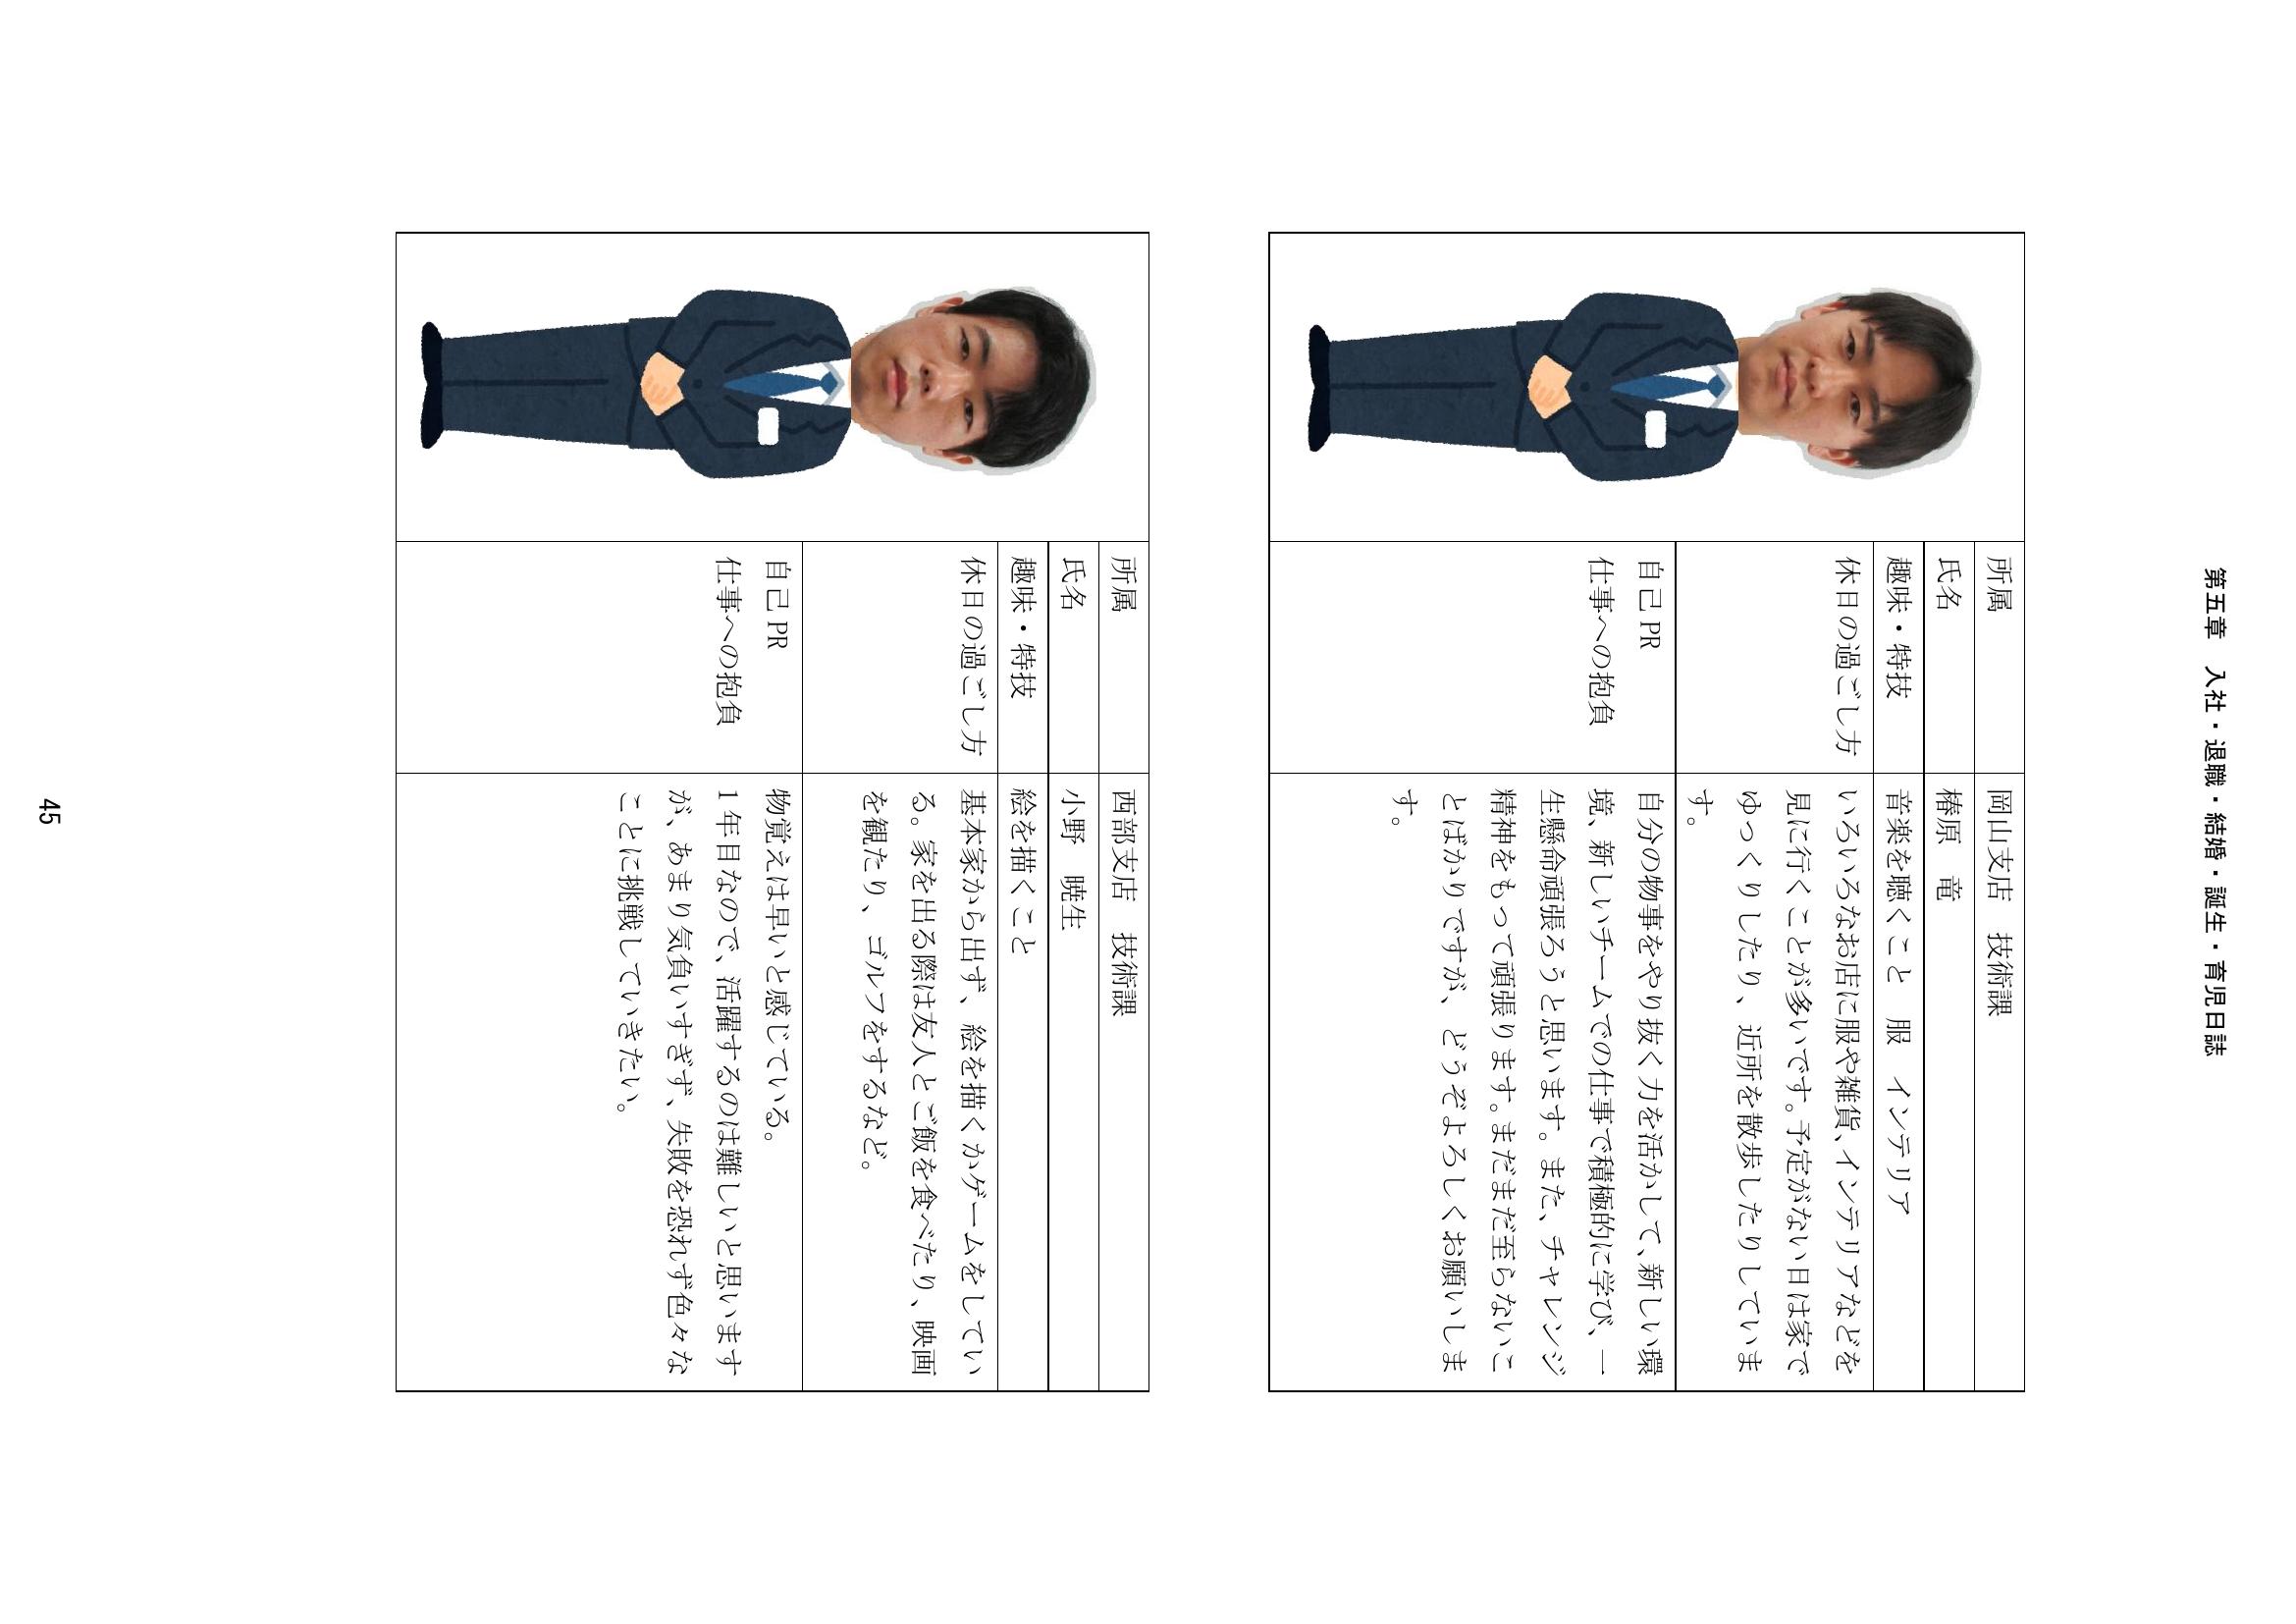 第五章　入社・退職・結婚・誕生・育児日誌
所属
岡山支店　技術課
氏名
椿原　竜
趣味・特技
音楽を聴くこと　服　インテリア
休日の過ごし方
いろいろなお店に服や雑貨、インテリアなどを
見に行くことが多いです。予定がない日は家で
ゆっくりしたり、近所を散歩したりしていま
す。
自己 PR
仕事への抱負
自分の物事をやり抜く力を活かして、新しい環
境、新しいチームでの仕事で積極的に学び、一
生懸命頑張ろうと思います。また、チャレンジ
精神をもって頑張ります。まだまだ至らないこ
とばかりですが、どうぞよろしくお願いしま
す。
所属
西部支店　技術課
氏名
小野　暁生
趣味・特技
絵を描くこと
休日の過ごし方
基本家から出ず、絵を描くかゲームをしてい
る。家を出る際は友人とご飯を食べたり、映画
を観たり、ゴルフをするなど。
自己 PR
仕事への抱負
物覚えは早いと感じている。
1 年目なので、活躍するのは難しいと思います
が、あまり気負いすぎず、失敗を恐れず色々な
ことに挑戦していきたい。
45